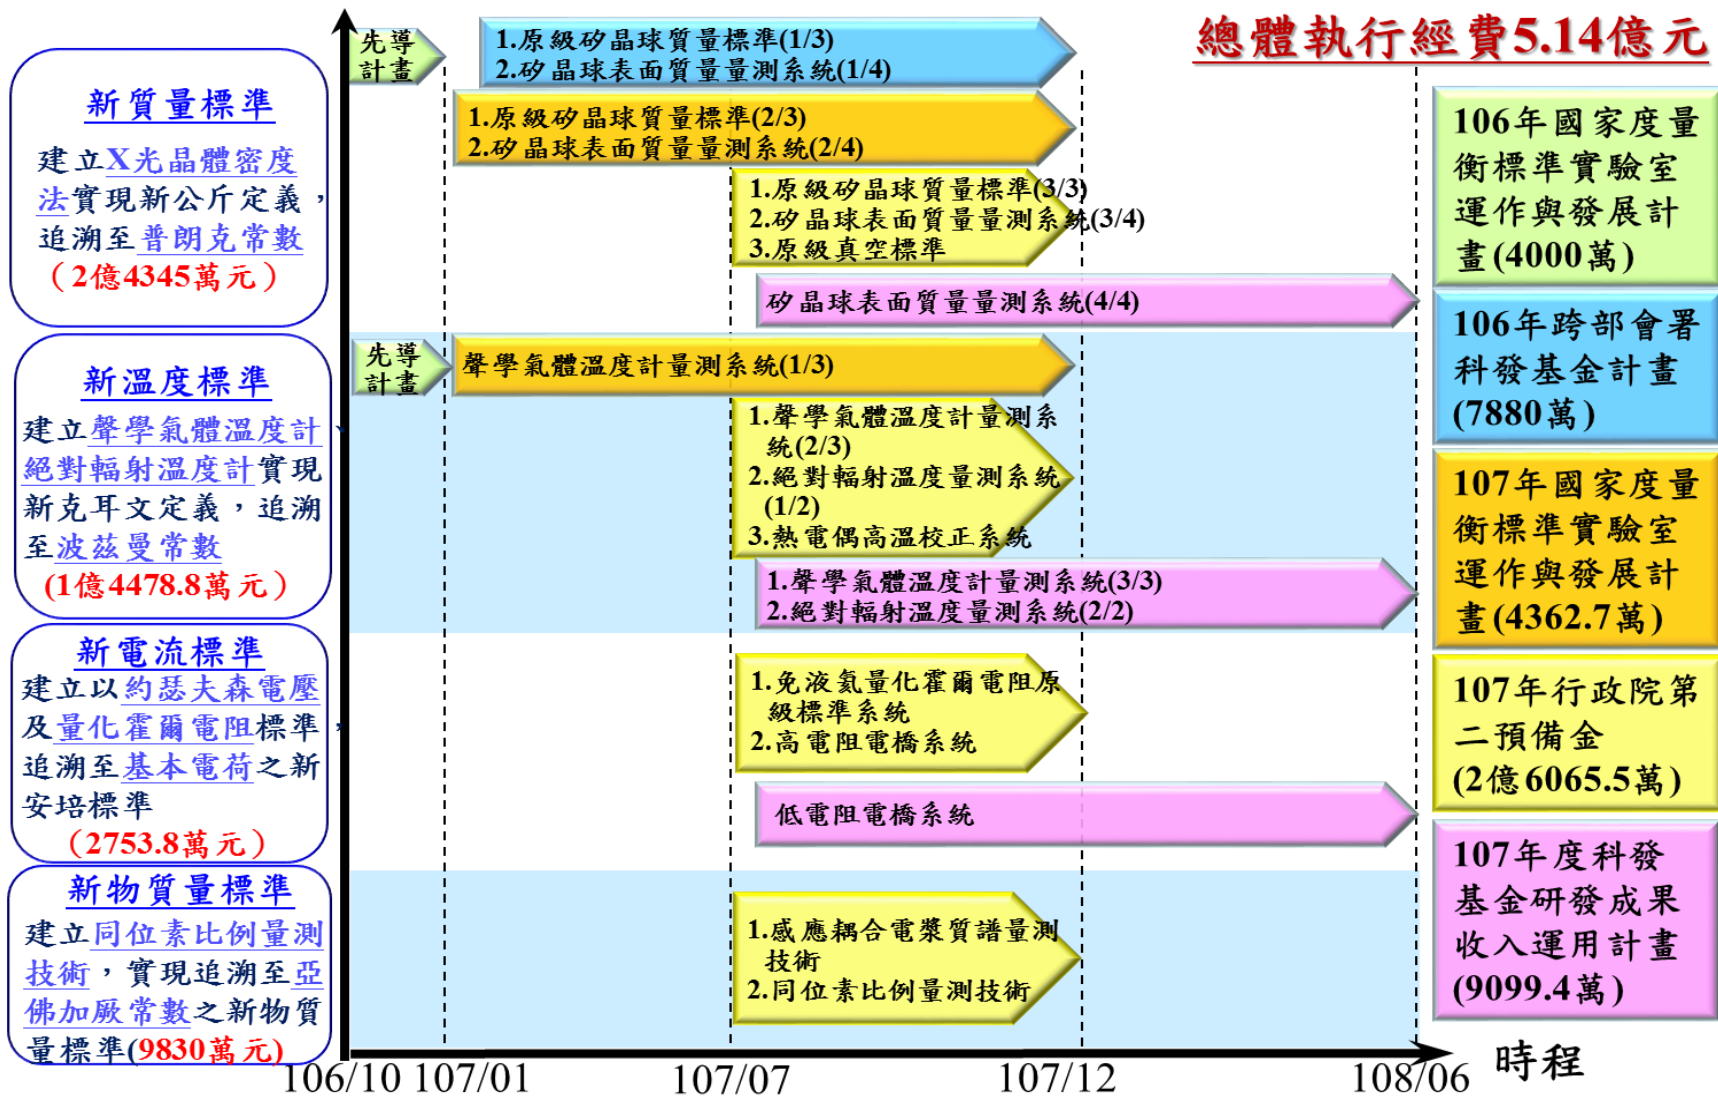 總體執行經費5.14億元
新質量標準
建立X光晶體密度
法實現新公斤定義，
追溯至普朗克常數
（2億4345萬元）
新溫度標準
建立聲學氣體溫度計、
絕對輻射溫度計實現
新克耳文定義，追溯
至波茲曼常數
(1億4478.8萬元）
新電流標準
建立以約瑟夫森電壓
及量化霍爾電阻標準，
追溯至基本電荷之新
安培標準
（2753.8萬元）
新物質量標準
建立同位素比例量測
技術，實現追溯至亞
佛加厥常數之新物質
量標準(9830萬元)
先導
計畫
1.原級矽晶球質量標準(1/3)
2.矽晶球表面質量量測系統(1/4)
1.原級矽晶球質量標準(2/3)
2.矽晶球表面質量量測系統(2/4)
1.原級矽晶球質量標準(3/3)
2.矽晶球表面質量量測系統(3/4)
3.原級真空標準
矽晶球表面質量量測系統(4/4)
先導
計畫
聲學氣體溫度計量測系統(1/3)
1.聲學氣體溫度計量測系
統(2/3)
2.絕對輻射溫度量測系統
(1/2)
3.熱電偶高溫校正系統
1.聲學氣體溫度計量測系統(3/3)
2.絕對輻射溫度量測系統(2/2)
1.免液氦量化霍爾電阻原
級標準系統
2.高電阻電橋系統
低電阻電橋系統
1.感應耦合電漿質譜量測
技術
2.同位素比例量測技術
106年國家度量
衡標準實驗室
運作與發展計
畫(4000萬)
106年跨部會署
科發基金計畫
(7880萬)
107年國家度量
衡標準實驗室
運作與發展計
畫(4362.7萬)
107年行政院第
二預備金
(2億6065.5萬)
107年度科發
基金研發成果
收入運用計畫
(9099.4萬)
106/10 107/01 107/07 107/12 108/06 時程